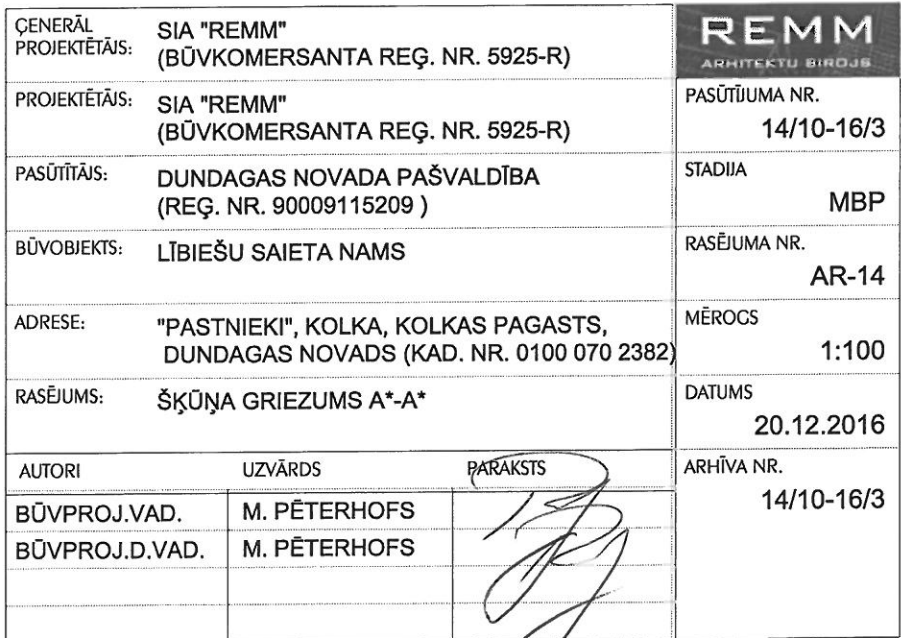 ĢENERĀL
PROJEKTĒTĀJS:
SIA "REMM"
(BŪVKOMERSANTA REĢ. NR. 5925-R)
PROJEKTĒTĀJS:
SIA "REMM"
(BŪVKOMERSANTA REĢ. NR. 5925-R)
PASŪTĪTĀJS:
DUNDAGAS NOVADA PAŠVALDĪBA
(REĢ. NR. 90009115209 )
BŪVOBJEKTS:
LĪBIEŠU SAIETA NAMS
ADRESE:
"PASTNIEKI", KOLKA, KOLKAS PAGASTS,
DUNDAGAS NOVADS (KAD. NR. 0100 070 2382)
RASĒJUMS:
ŠĶŪŅA GRIEZUMS A*-A*
AUTORI UZVĀRDS PARAKSTS
BŪVPROJ.VAD. M. PĒTERHOFS
BŪVPROJ.D.VAD. M. PĒTERHOFS
REMM
ARHITEKTU BIROJS
PASŪTĪJUMA NR.
14/10-16/3
STADIJA
MBP
RASĒJUMA NR.
AR-14
MĒROGS
1:100
DATUMS
20.12.2016
ARHĪVA NR.
14/10-16/3